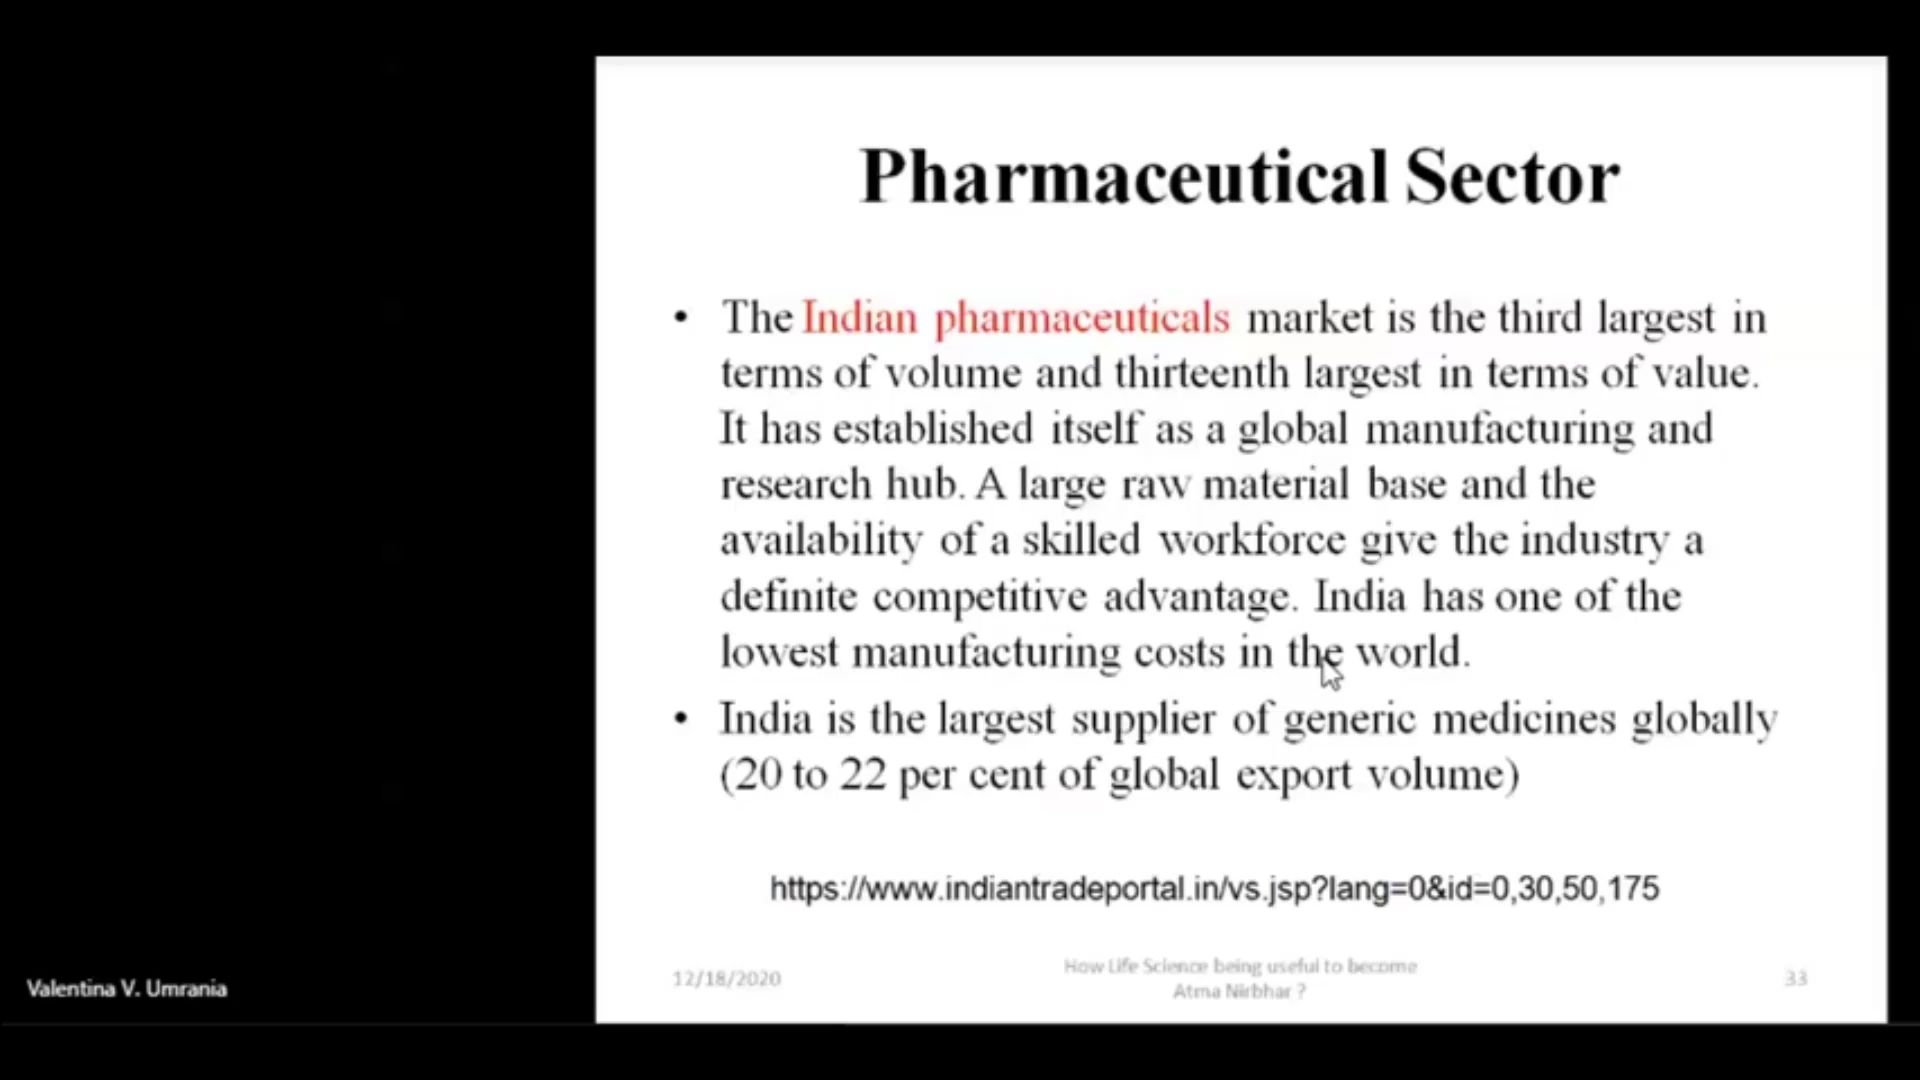 Pharmaceutical Sector
• The Indian pharmaceuticals market is the third largest in
terms of volume and thirteenth largest in terms of value.
It has established itself as a global manufacturing and
research hub. A large raw material base and the
availability of a skilled workforce give the industry a
definite competitive advantage. India has one of the
lowest manufacturing costs in the world.
• India is the largest supplier of generic medicines globally
(20 to 22 per cent of global export volume)
https://www.indiantradeportal.in/vs.jsp?lang=0&id=0,30,50,175
12/18/2020
How Life Science being useful to become
Atma Nirbhar ?
33
Valentina V. Umrania